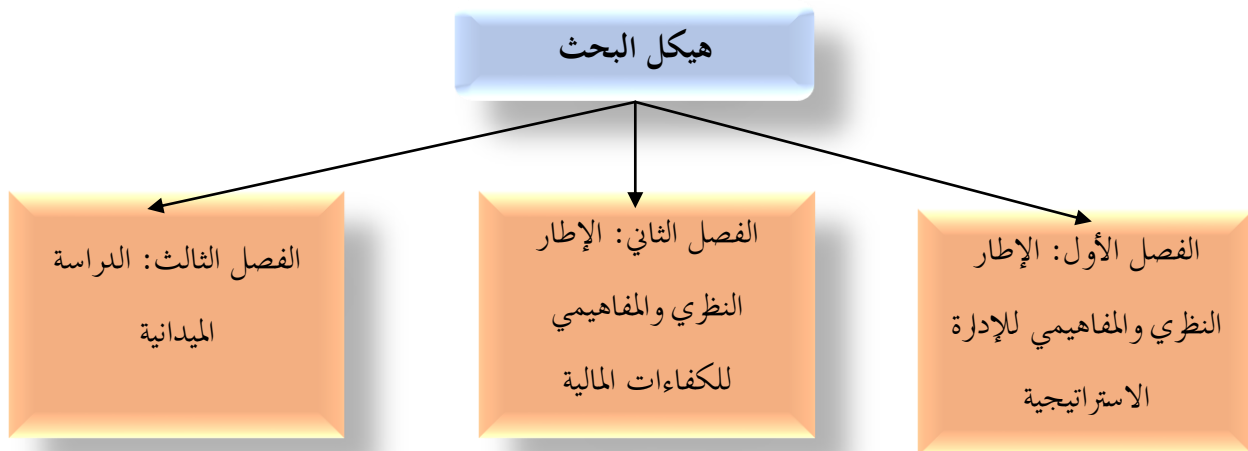 هيكل البحث
الفصل الأول: الإطار
النظري والمفاهيمي للإدارة
الاستراتيجية
الفصل الثاني: الإطار
النظري والمفاهيمي
للكفاءات المالية
الفصل الثالث: الدراسة
الميدانية